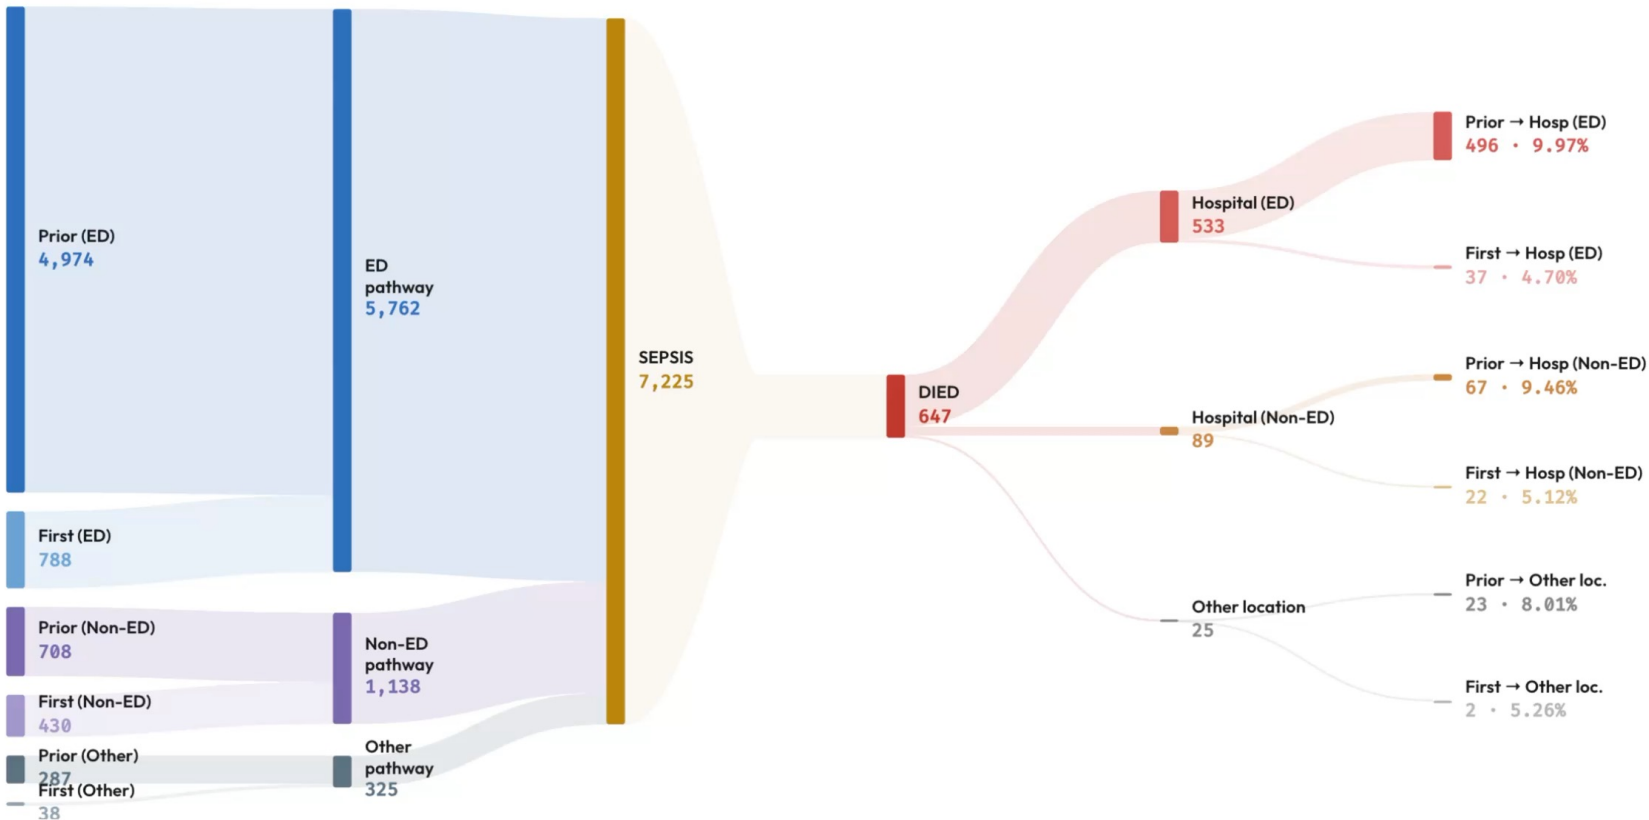 Prior (ED)
4,974
First (ED)
788
Prior (Non-ED)
708
First (Non-ED)
430
Prior (Other)
287
First (Other)
38
ED
pathway
5,762
Non-ED
pathway
1,138
Other
pathway
325
SEPSIS
7,225
DIED
647
Hospital (ED)
533
Hospital (Non-ED)
89
Other location
25
Prior → Hosp (ED)
496 · 9.97%
First → Hosp (ED)
37 · 4.70%
Prior → Hosp (Non-ED)
67 · 9.46%
First → Hosp (Non-ED)
22 · 5.12%
Prior → Other loc.
23 · 8.01%
First → Other loc.
2 · 5.26%